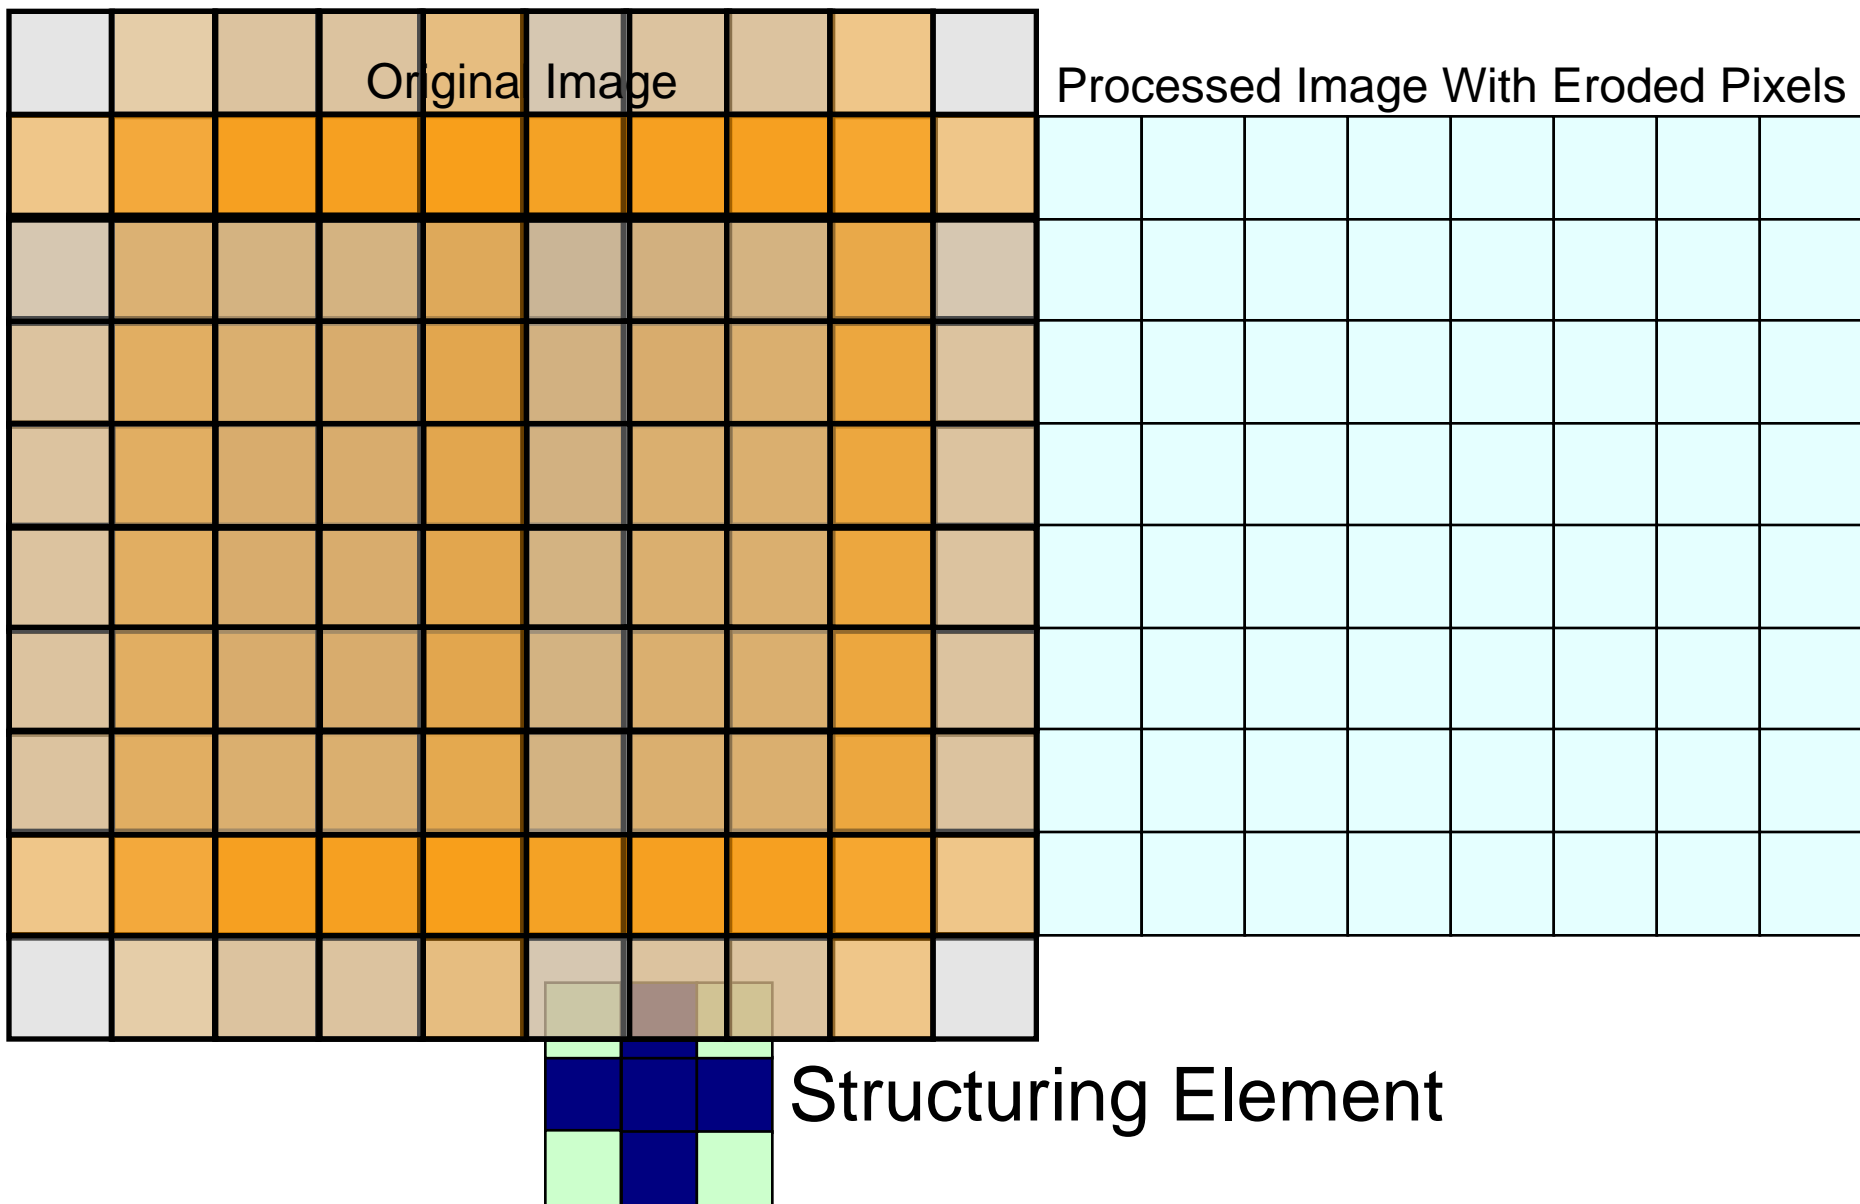 Original Image
Processed Image With Eroded Pixels
Structuring Element